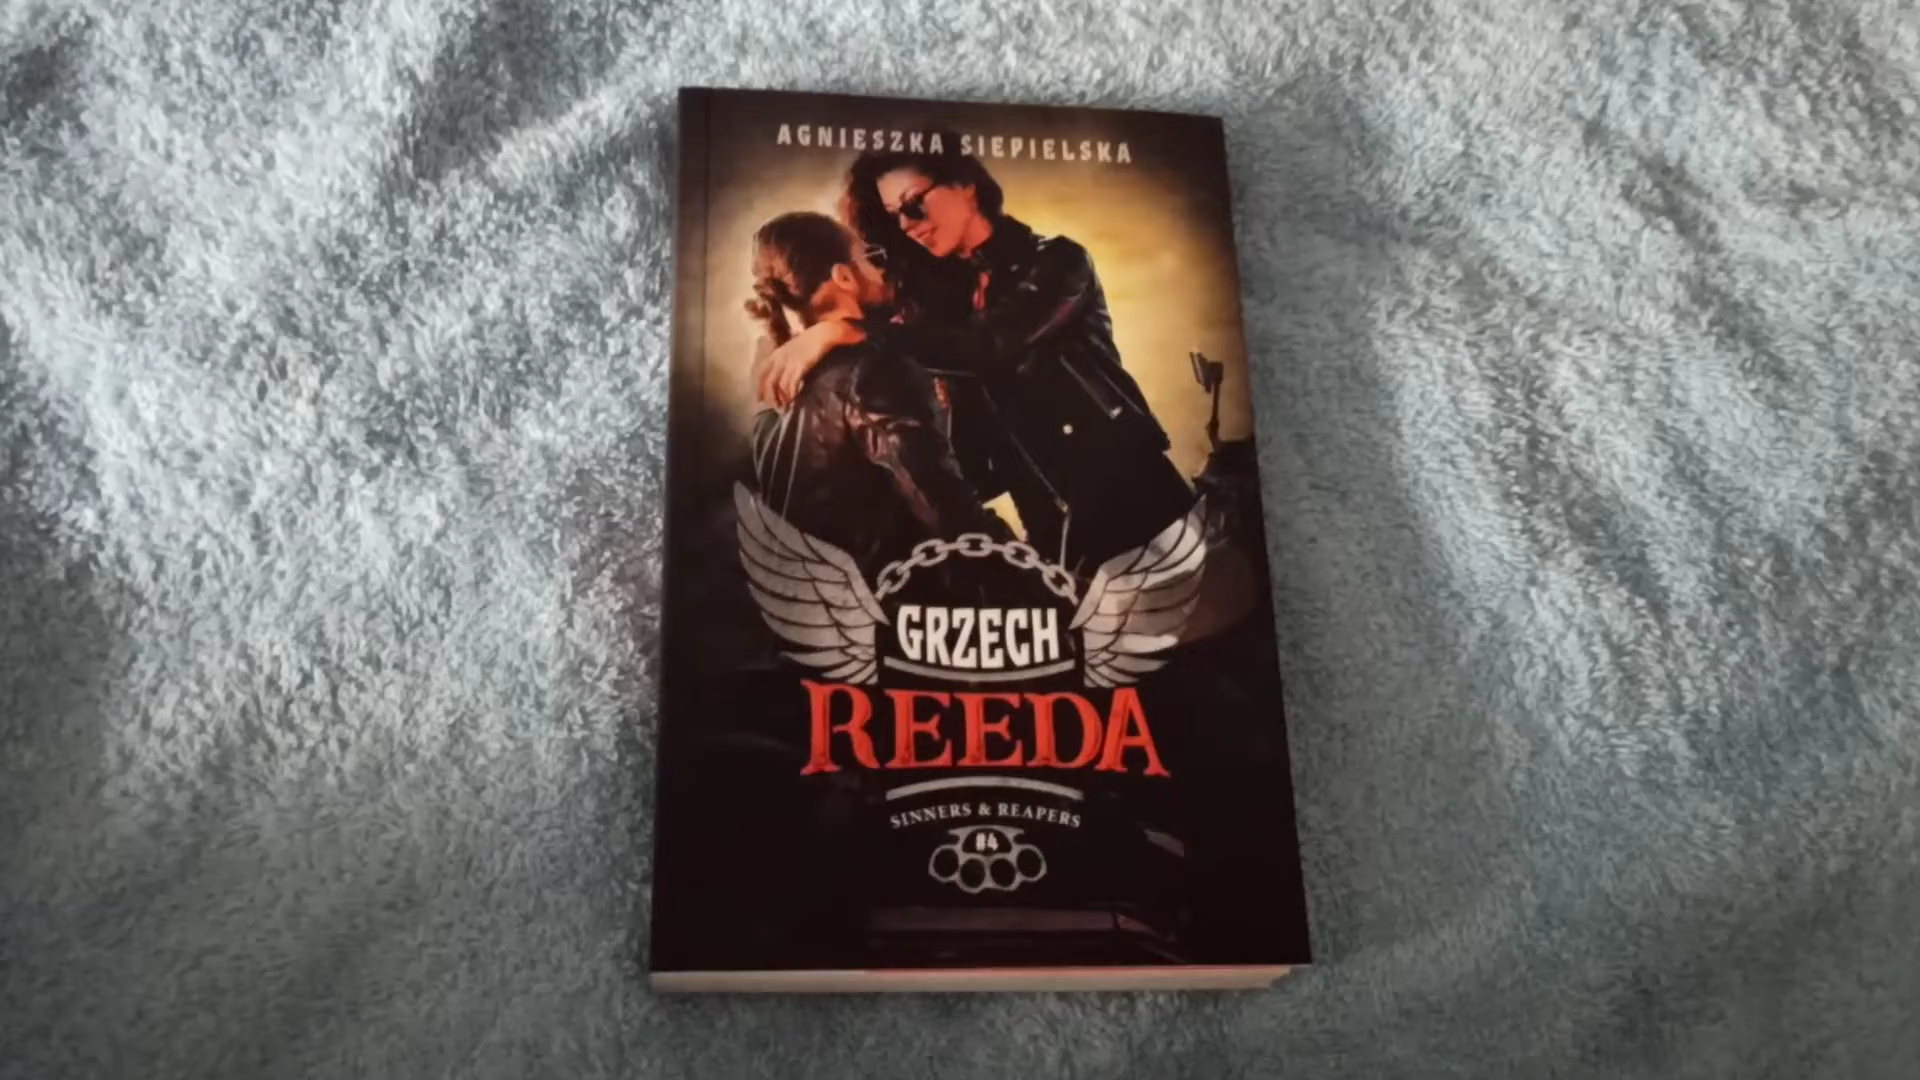 AGNIESZKA SIEPIELSKA
GRZECH
REEDA
SINNERS & REAPERS
#4